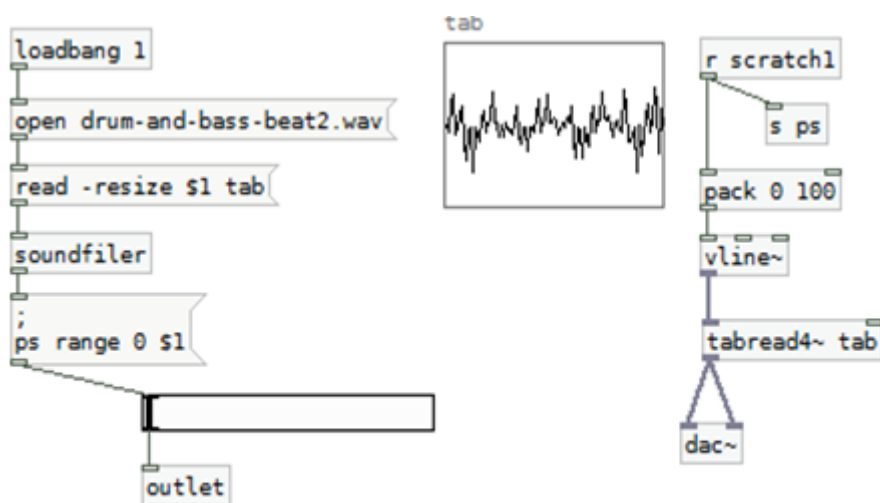 loadbang 1
open drum-and-bass-beat2.wav
read -resize $1 tab
soundfiler
;
ps range 0 $1
outlet
tab
r scratch1
s ps
pack 0 100
vline~
tabread4~ tab
dac~